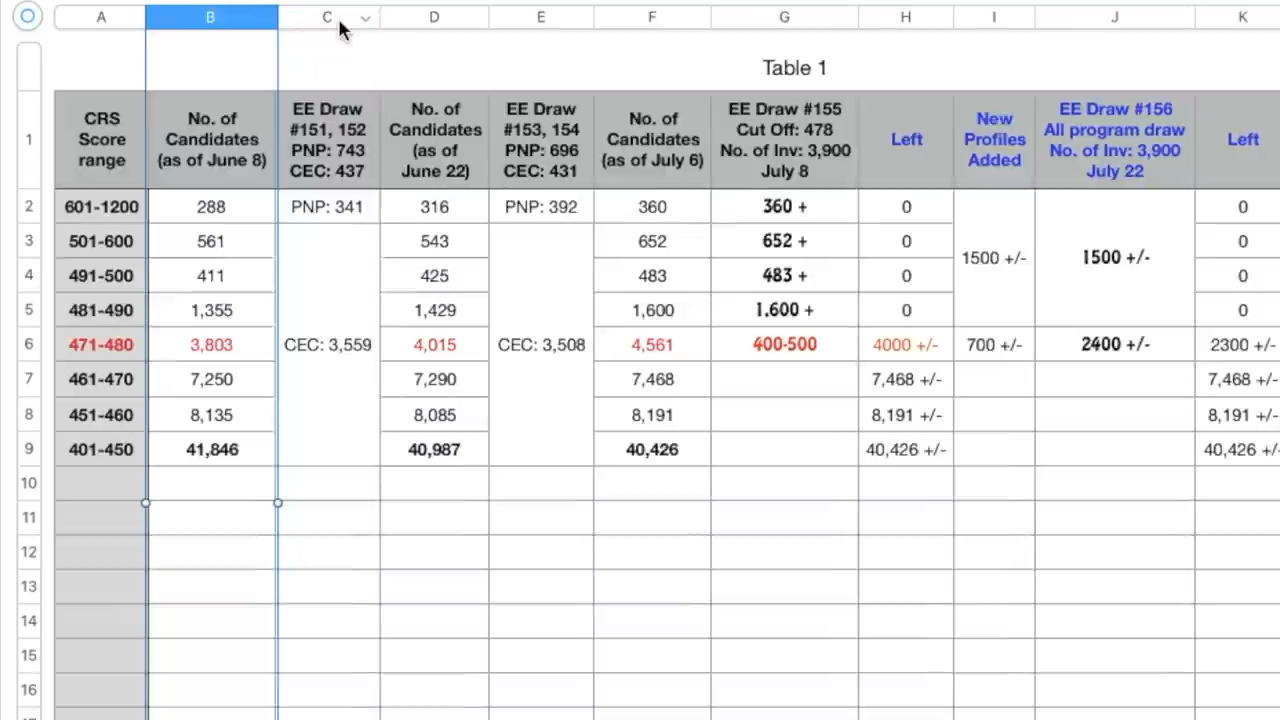 A B C D E F G H I J K
Table 1
1
CRS
Score
range
No. of
Candidates
(as of June 8)
EE Draw
#151, 152
PNP: 743
CEC: 437
No. of
Candidates
(as of
June 22)
EE Draw
#153, 154
PNP: 696
CEC: 431
No. of
Candidates
(as of July 6)
EE Draw #155
Cut Off: 478
No. of Inv: 3,900
July 8
Left
New
Profiles
Added
EE Draw #156
All program draw
No. of Inv: 3,900
July 22
Left
2 601-1200 288 PNP: 341 316 PNP: 392 360 360 + 0 0
3 501-600 561 543 652 652 + 0 0
1500 +/- 1500 +/-
4 491-500 411 425 483 483 + 0 0
5 481-490 1,355 1,429 1,600 1,600 + 0 0
6 471-480 3,803 CEC: 3,559 4,015 CEC: 3,508 4,561 400-500 4000 +/- 700 +/- 2400 +/- 2300 +/-
7 461-470 7,250 7,290 7,468 7,468 +/- 7,468 +/-
8 451-460 8,135 8,085 8,191 8,191 +/- 8,191 +/-
9 401-450 41,846 40,987 40,426 40,426 +/- 40,426 +/-
10
11
12
13
14
15
16